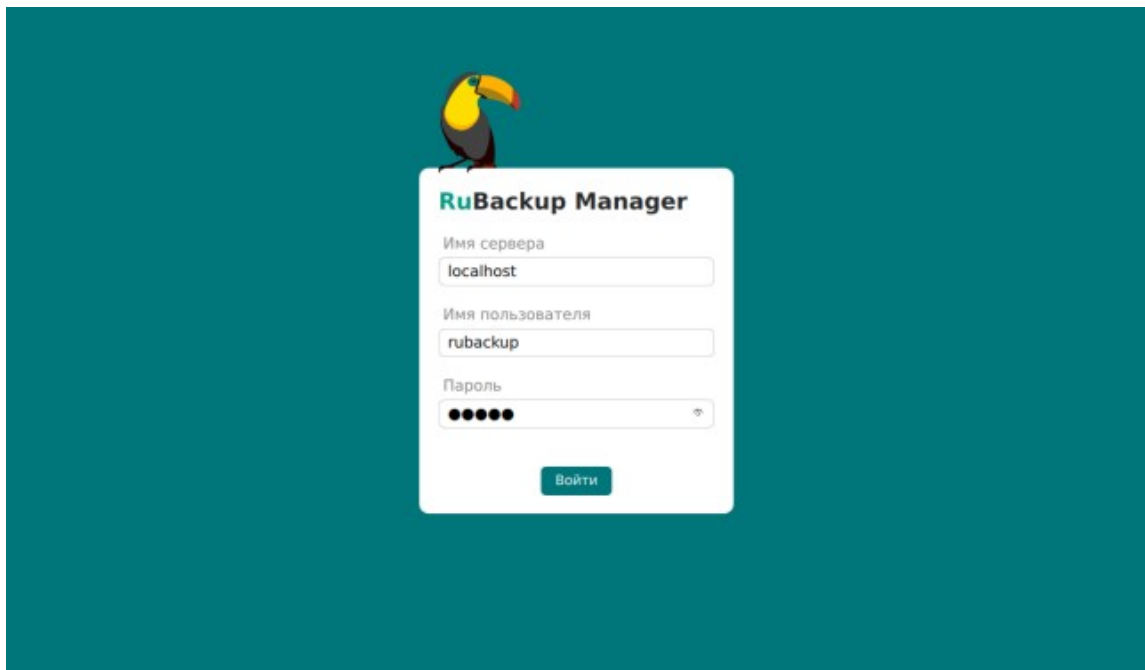 RuBackup Manager
Имя сервера
localhost
Имя пользователя
rubackup
Пароль
●●●●●
Войти